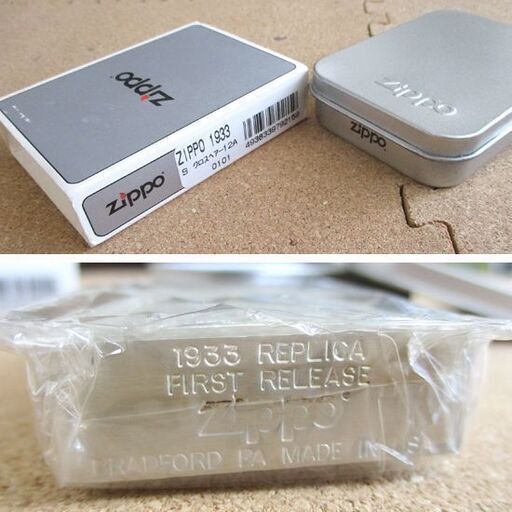 zippo
ZIPPO 1933
S クロスヘアー12A
0101
4936339792159
zippo
Zippo
zippo
1933 REPLICA
FIRST RELEASE
Zippo
BRADFORD PA MADE IN U.S.A